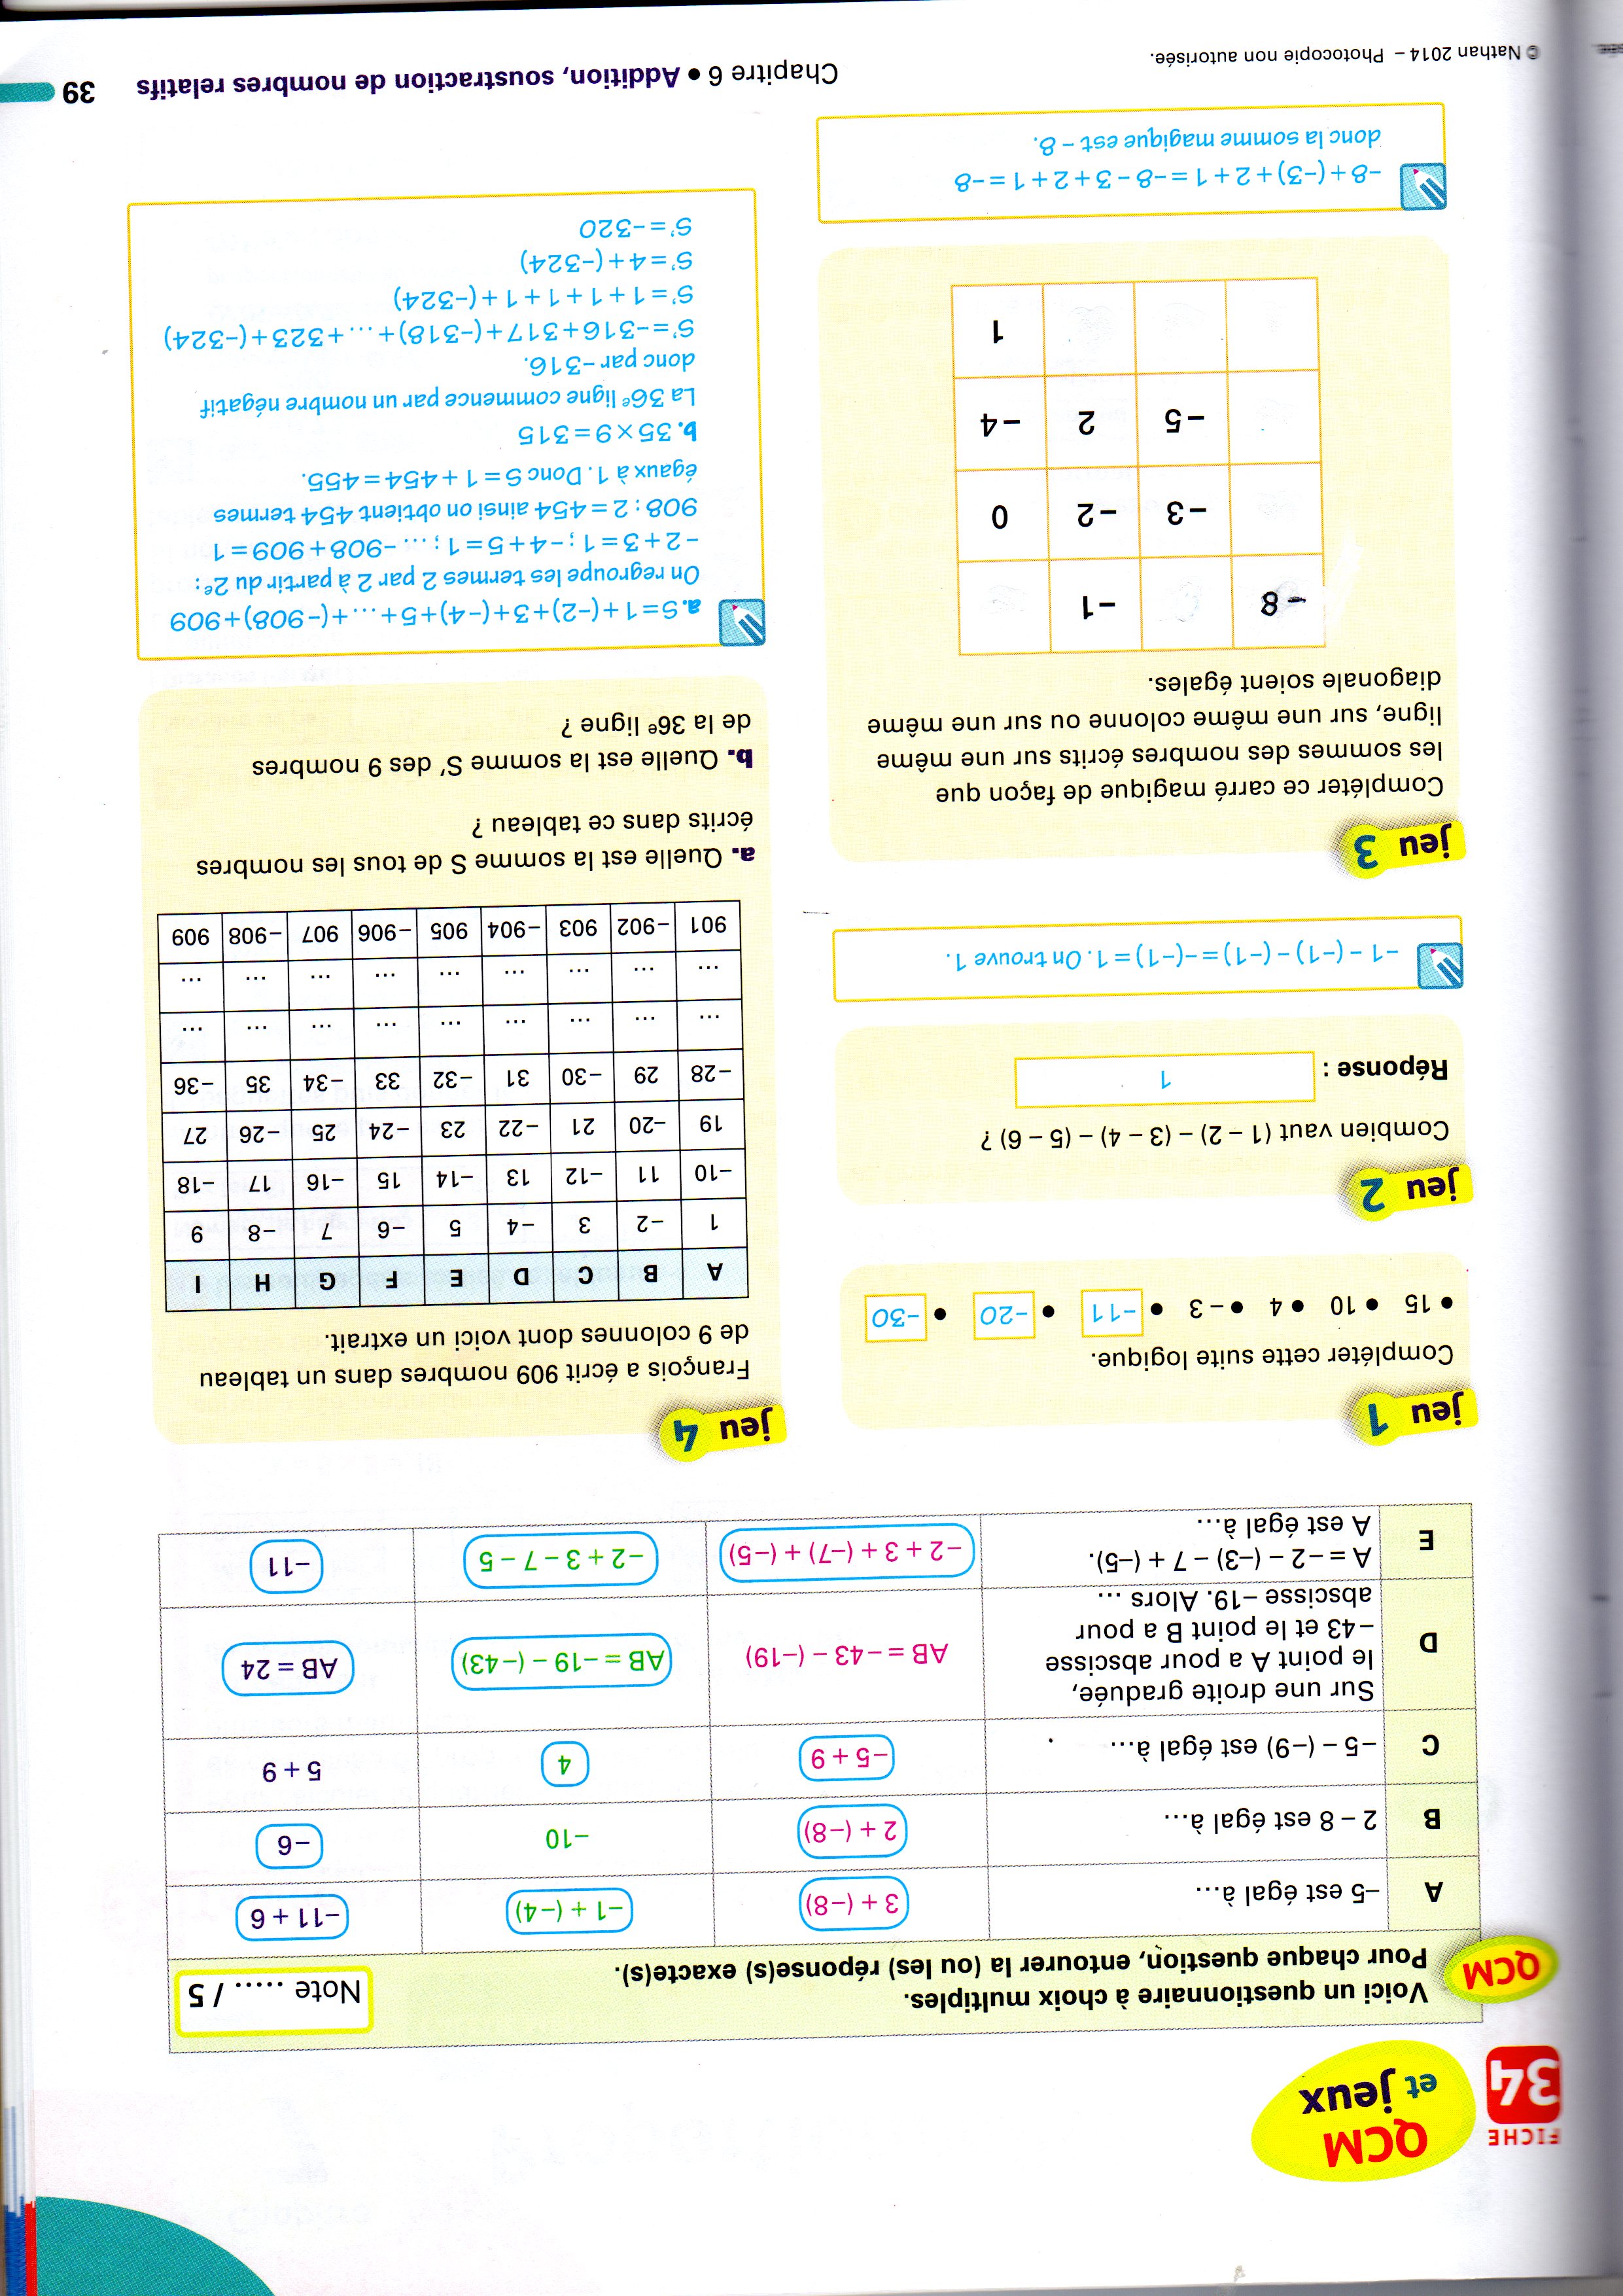 FICHE
34
QCM
et jeux
QCM
Voici un questionnaire à choix multiples.
Pour chaque question, entourer la (ou les) réponse(s) exacte(s).
Note ..... / 5
A –5 est égal à... 3 + (–8) –1 + (–4) –11 + 6
B 2 – 8 est égal à... 2 + (–8) –10 –6
C –5 – (–9) est égal à... –5 + 9 4 5 + 9
D Sur une droite graduée,
le point A a pour abscisse
–43 et le point B a pour
abscisse –19. Alors ...
AB = –43 – (–19) AB = –19 – (–43) AB = 24
E A = –2 – (–3) – 7 + (–5).
A est égal à...
–2 + 3 + (–7) + (–5) –2 + 3 – 7 – 5 –11
jeu 1
Compléter cette suite logique.
• 15 • 10 • 4 • – 3 • –11 • –20 • –30
jeu 2
Combien vaut (1 – 2) – (3 – 4) – (5 – 6) ?
Réponse : 1
–1 – (–1) – (–1) = –(–1) = 1. On trouve 1.
jeu 3
Compléter ce carré magique de façon que
les sommes des nombres écrits sur une même
ligne, sur une même colonne ou sur une même
diagonale soient égales.
–8 –1
–3 –2 0
–5 2 –4
1
–8 + (–3) + 2 + 1 = –8 – 3 + 2 + 1 = –8
donc la somme magique est – 8.
jeu 4
François a écrit 909 nombres dans un tableau
de 9 colonnes dont voici un extrait.
A B C D E F G H I
1 –2 3 –4 5 –6 7 –8 9
–10 11 –12 13 –14 15 –16 17 –18
19 –20 21 –22 23 –24 25 –26 27
–28 29 –30 31 –32 33 –34 35 –36
... ... ... ... ... ... ... ... ...
... ... ... ... ... ... ... ... ...
901 –902 903 –904 905 –906 907 –908 909
a. Quelle est la somme S de tous les nombres
écrits dans ce tableau ?
b. Quelle est la somme S' des 9 nombres
de la 36e ligne ?
a. S = 1 + (–2) + 3 + (–4) + 5 + ... + (–908) + 909
On regroupe les termes 2 par 2 à partir du 2e :
– 2 + 3 = 1 ; –4 + 5 = 1 ; ... –908 + 909 = 1
908 : 2 = 454 ainsi on obtient 454 termes
égaux à 1. Donc S = 1 + 454 = 455.
b. 35 × 9 = 315
La 36e ligne commence par un nombre négatif
donc par –316.
S' = –316 + 317 + (–318) + ... + 323 + (–324)
S' = 1 + 1 + 1 + 1 + (–324)
S' = 4 + (–324)
S' = –320
© Nathan 2014 – Photocopie non autorisée.
Chapitre 6 • Addition, soustraction de nombres relatifs 39